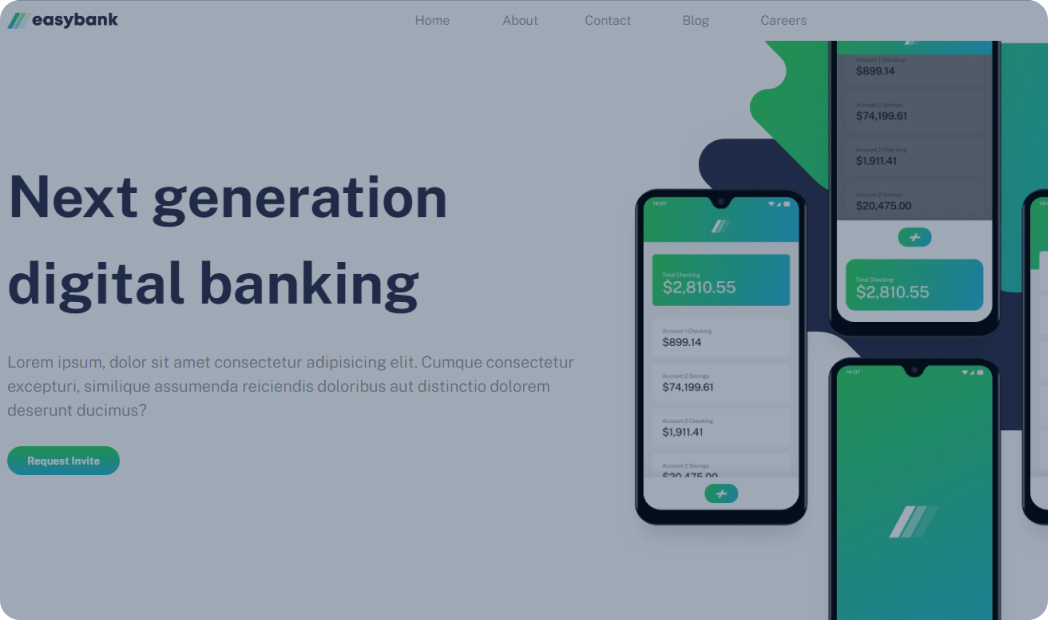 easybank
Home
About
Contact
Blog
Careers
Next generation
digital banking
Lorem ipsum, dolor sit amet consectetur adipisicing elit. Cumque consectetur
excepturi, similique assumenda reiciendis doloribus aut distinctio dolorem
deserunt ducimus?
Request Invite
14:07
Total Checking
$2,810.55
Account 1 Checking
$899.14
Account 2 Savings
$74,199.61
Account 2 Checking
$1,911.41
Account 2 Savings
$20,475.00
Account 1 Checking
$899.14
Account 2 Savings
$74,199.61
Account 2 Checking
$1,911.41
Account 2 Savings
$20,475.00
Total Checking
$2,810.55
14:07